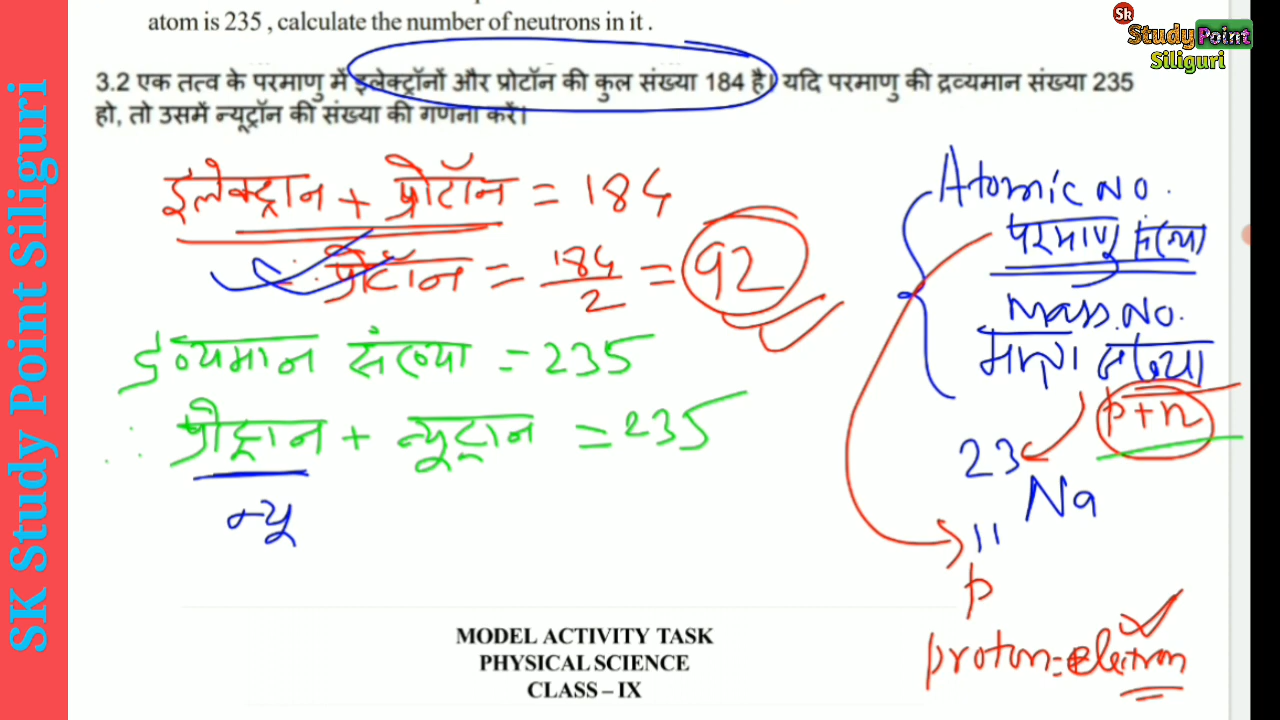 atom is 235 , calculate the number of neutrons in it .
Sk
Study Point
Siliguri
3.2 एक तत्व के परमाणु में इलेक्ट्रॉनों और प्रोटॉन की कुल संख्या 184 है। यदि परमाणु की द्रव्यमान संख्या 235
हो, तो उसमें न्यूट्रॉन की संख्या की गणना करें।
इलेक्ट्रान + प्रोटॉन = 184
∴ प्रोटॉन = 184/2 = 92
द्रव्यमान संख्या = 235
∴ प्रोट्रान + न्यूट्रान = 235
न्यू
Atomic No.
परमाणु संख्या
Mass. No.
मात्रा संख्या
p+n
23
Na
11
p
proton = electron
MODEL ACTIVITY TASK
PHYSICAL SCIENCE
CLASS – IX
SK Study Point Siliguri